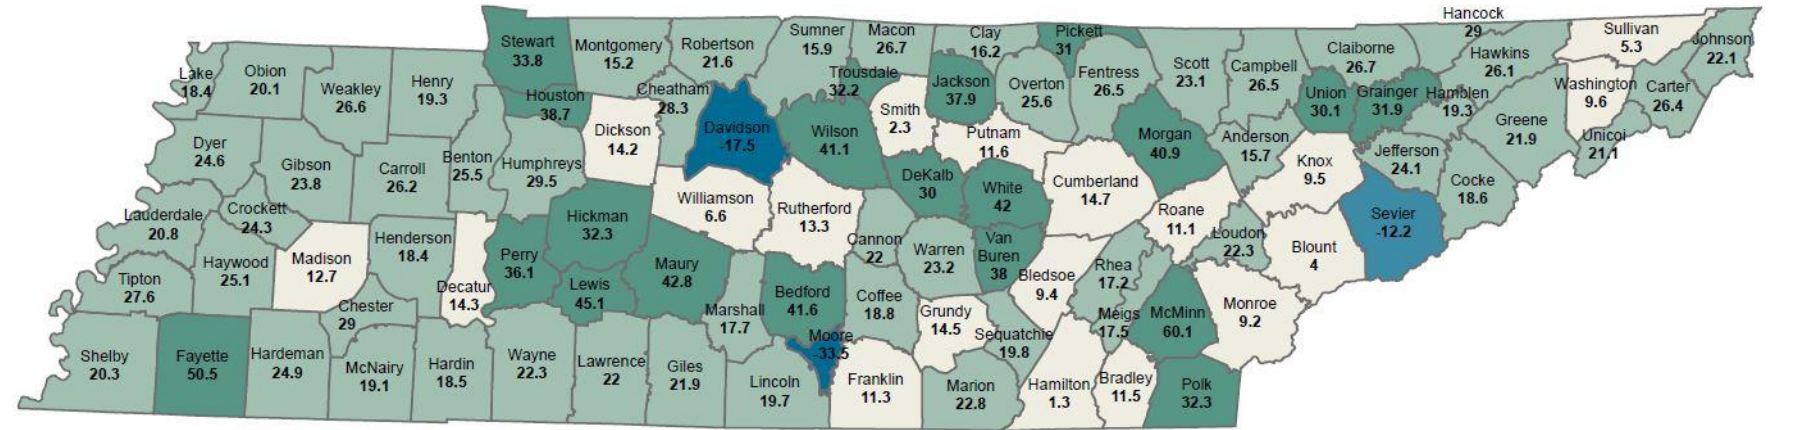 Lake
18.4
Obion
20.1
Weakley
26.6
Henry
19.3
Stewart
33.8
Montgomery
15.2
Robertson
21.6
Sumner
15.9
Macon
26.7
Clay
16.2
Pickett
31
Scott
23.1
Campbell
26.5
Claiborne
26.7
Hancock
29
Hawkins
26.1
Sullivan
5.3
Johnson
22.1
Houston
38.7
Dickson
14.2
Cheatham
28.3
Davidson
-17.5
Trousdale
32.2
Wilson
41.1
Smith
2.3
Jackson
37.9
Overton
25.6
Fentress
26.5
Putnam
11.6
Morgan
40.9
Anderson
15.7
Union
30.1
Grainger
31.9
Hamblen
19.3
Greene
21.9
Washington
9.6
Carter
26.4
Unicoi
21.1
Dyer
24.6
Gibson
23.8
Carroll
26.2
Benton
25.5
Humphreys
29.5
Williamson
6.6
Rutherford
13.3
DeKalb
30
White
42
Cumberland
14.7
Roane
11.1
Knox
9.5
Jefferson
24.1
Sevier
-12.2
Cocke
18.6
Lauderdale
20.8
Crockett
24.3
Haywood
25.1
Madison
12.7
Henderson
18.4
Decatur
14.3
Perry
36.1
Hickman
32.3
Lewis
45.1
Maury
42.8
Marshall
17.7
Bedford
41.6
Cannon
22
Coffee
18.8
Warren
23.2
Van
Buren
38
Bledsoe
9.4
Rhea
17.2
Loudon
22.3
Blount
4
Tipton
27.6
Chester
29
Moore
-33.5
Grundy
14.5
Sequatchie
19.8
Meigs
17.5
McMinn
60.1
Monroe
9.2
Shelby
20.3
Fayette
50.5
Hardeman
24.9
McNairy
19.1
Hardin
18.5
Wayne
22.3
Lawrence
22
Giles
21.9
Lincoln
19.7
Franklin
11.3
Marion
22.8
Hamilton
1.3
Bradley
11.5
Polk
32.3